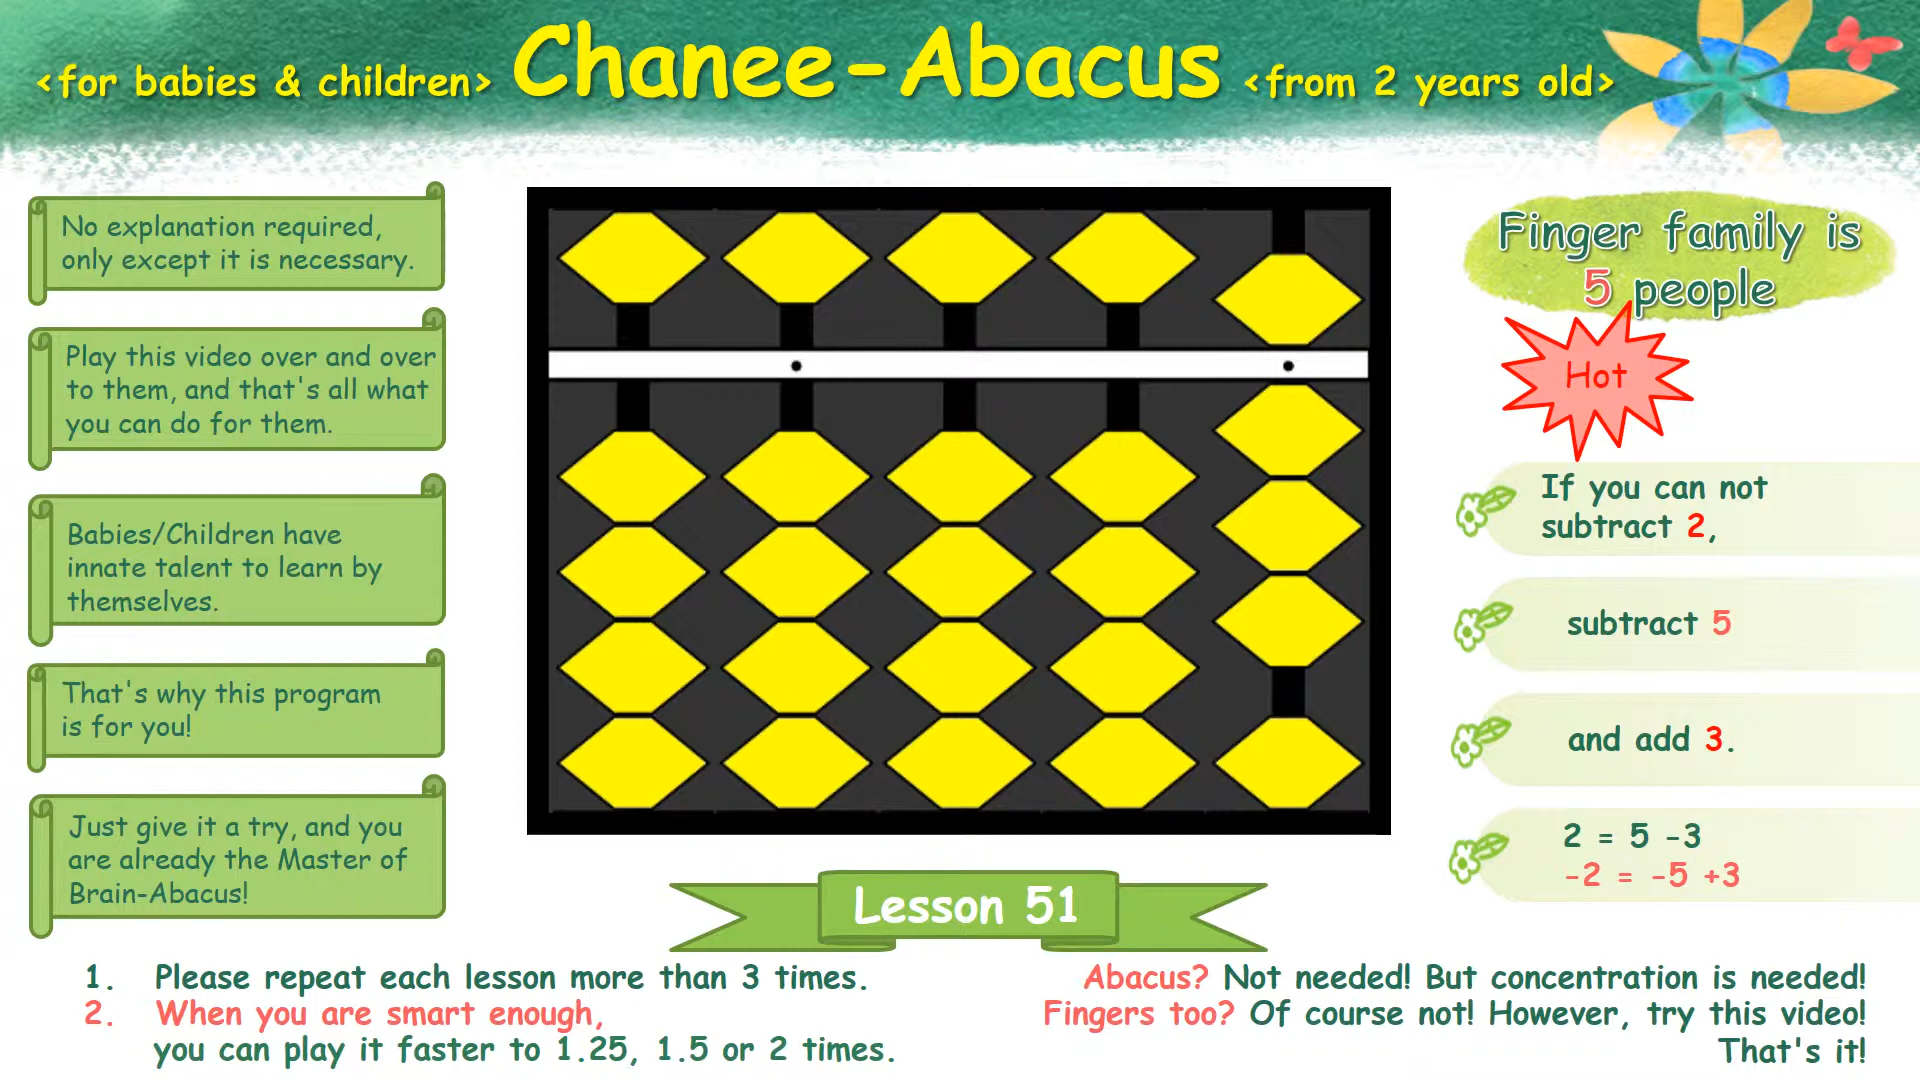 <for babies & children> Chanee-Abacus <from 2 years old>
No explanation required,
only except it is necessary.
Play this video over and over
to them, and that's all what
you can do for them.
Babies/Children have
innate talent to learn by
themselves.
That's why this program
is for you!
Just give it a try, and you
are already the Master of
Brain-Abacus!
Finger family is
5 people
Hot
If you can not
subtract 2,
subtract 5
and add 3.
2 = 5 -3
-2 = -5 +3
Lesson 51
1. Please repeat each lesson more than 3 times.
2. When you are smart enough,
you can play it faster to 1.25, 1.5 or 2 times.
Abacus? Not needed! But concentration is needed!
Fingers too? Of course not! However, try this video!
That's it!